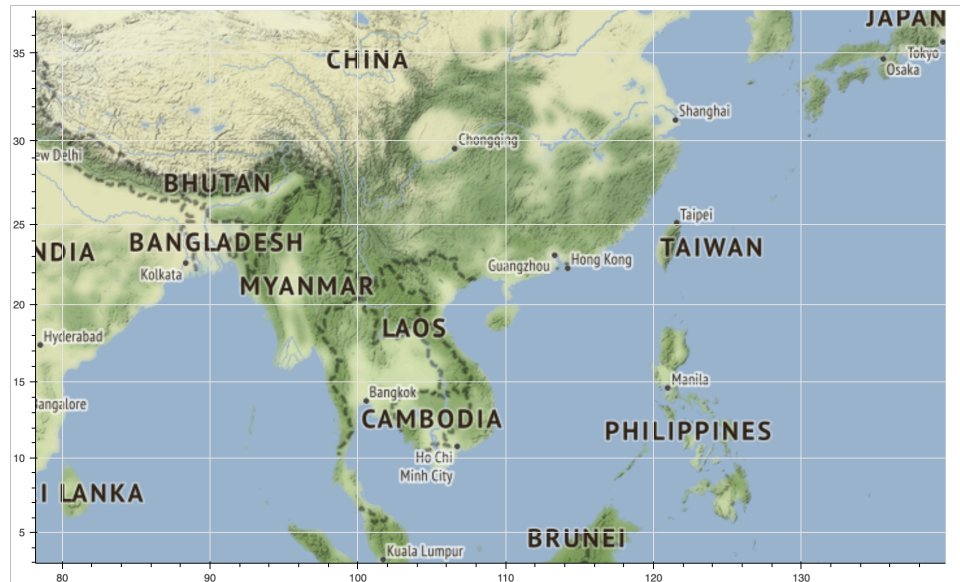 JAPAN
35
CHINA
Tokyo
Osaka
Shanghai
30
Chongqing
ew Delhi
BHUTAN
25
Taipei
NDIA
BANGLADESH
TAIWAN
Kolkata
Guangzhou
Hong Kong
MYANMAR
20
LAOS
Hyderabad
15
Manila
Bangkok
Bangalore
CAMBODIA
PHILIPPINES
10
Ho Chi
Minh City
I LANKA
5
BRUNEI
Kuala Lumpur
80
90
100
110
120
130